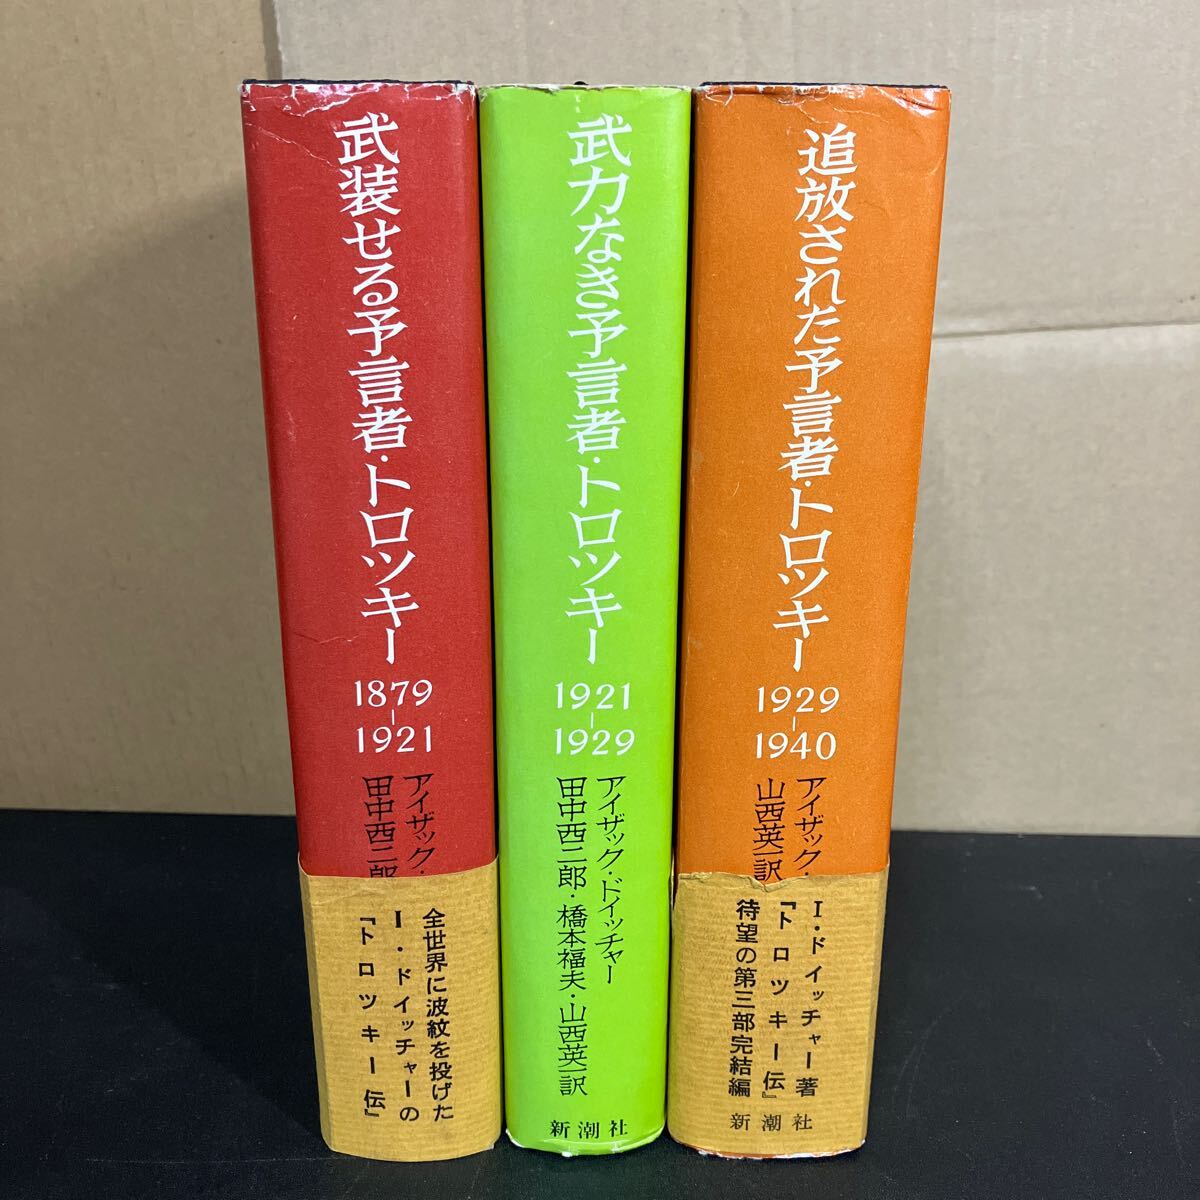 武装せる予言者・トロツキー
1879
-
1921
アイザック・
田中西二郎
全世界に波紋を投げた
I・ドイッチャーの
『トロツキー伝』
武力なき予言者・トロツキー
1921
-
1929
アイザック・ドイッチャー
田中西二郎・橋本福夫・山西英一訳
新潮社
追放された予言者・トロツキー
1929
-
1940
アイザック・
山西英一訳
I・ドイッチャー著
『トロツキー伝』
待望の第三部完結編
新潮社